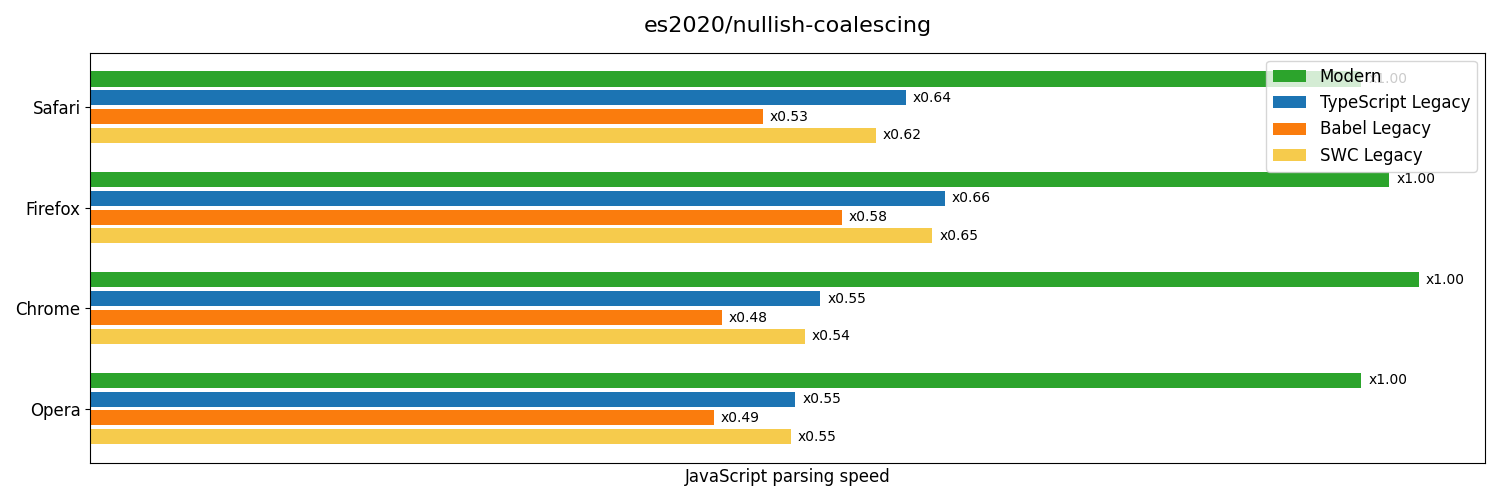 es2020/nullish-coalescing
Modern
TypeScript Legacy
Babel Legacy
SWC Legacy
Safari
x1.00
x0.64
x0.53
x0.62
Firefox
x1.00
x0.66
x0.58
x0.65
Chrome
x1.00
x0.55
x0.48
x0.54
Opera
x1.00
x0.55
x0.49
x0.55
JavaScript parsing speed